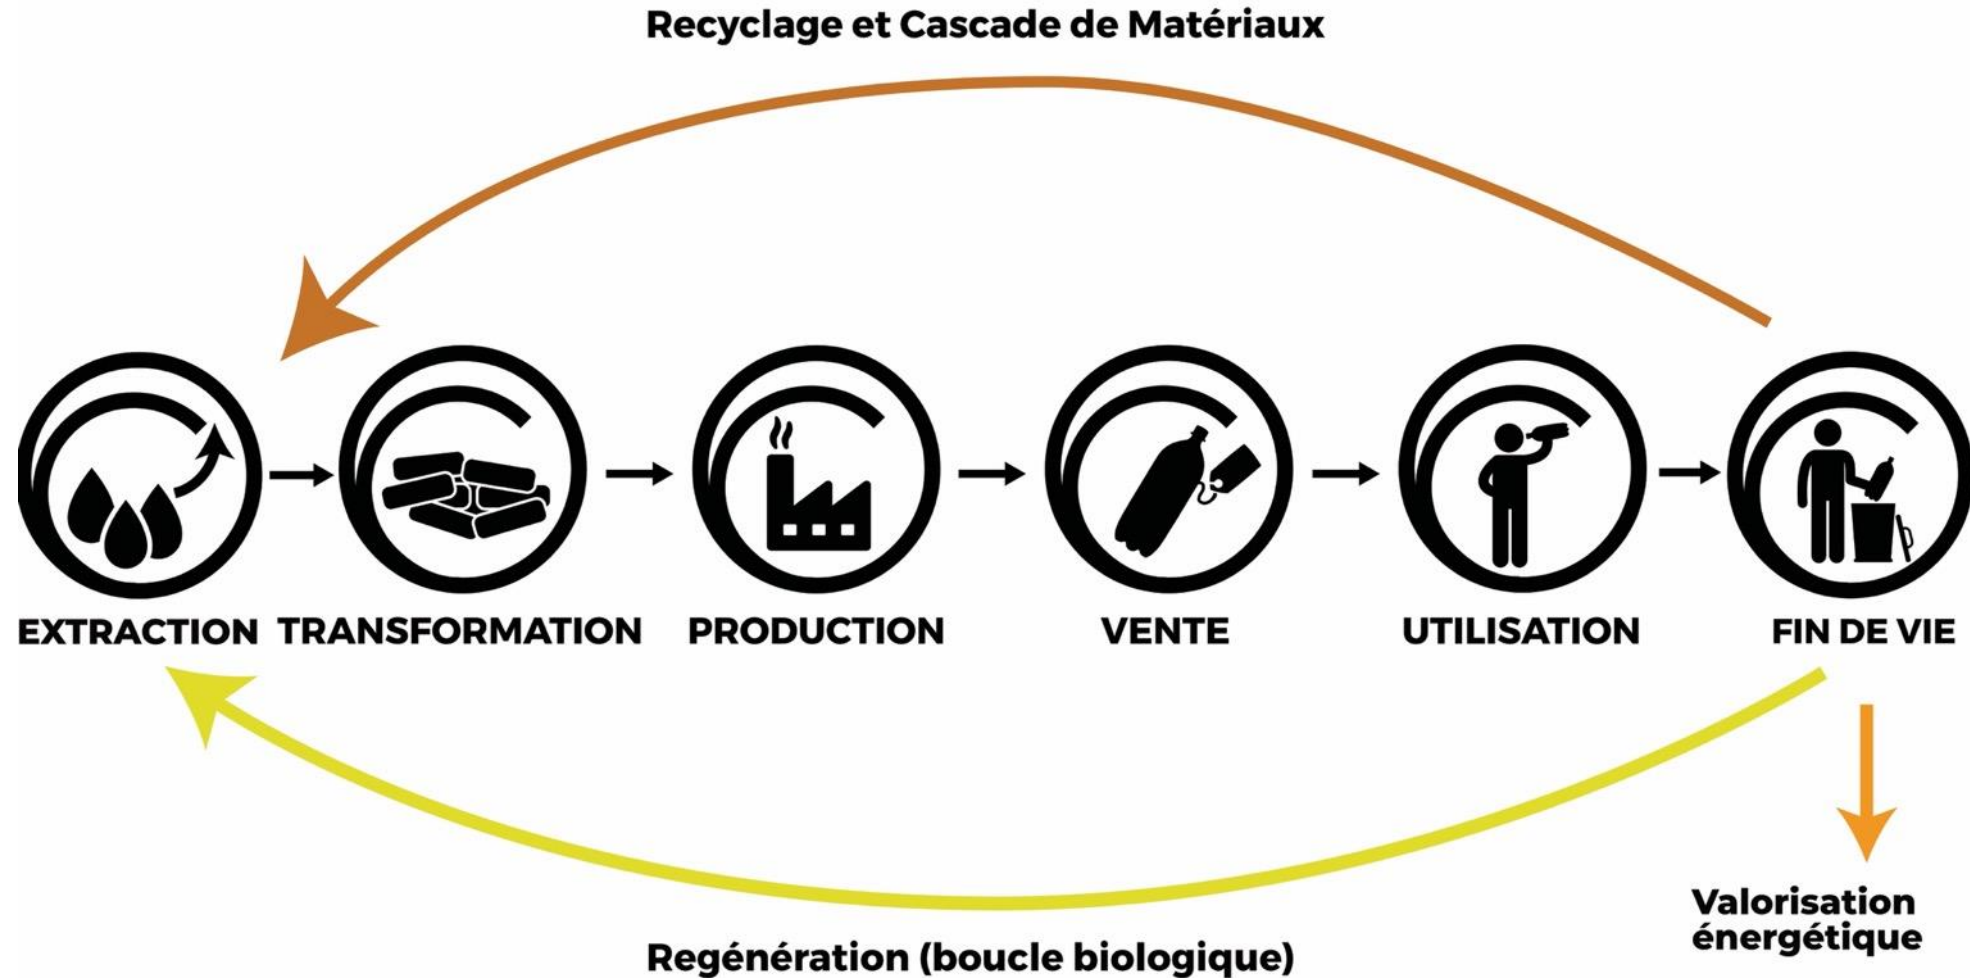 Recyclage et Cascade de Matériaux
EXTRACTION
TRANSFORMATION
PRODUCTION
VENTE
UTILISATION
FIN DE VIE
Valorisation
énergétique
Regénération (boucle biologique)